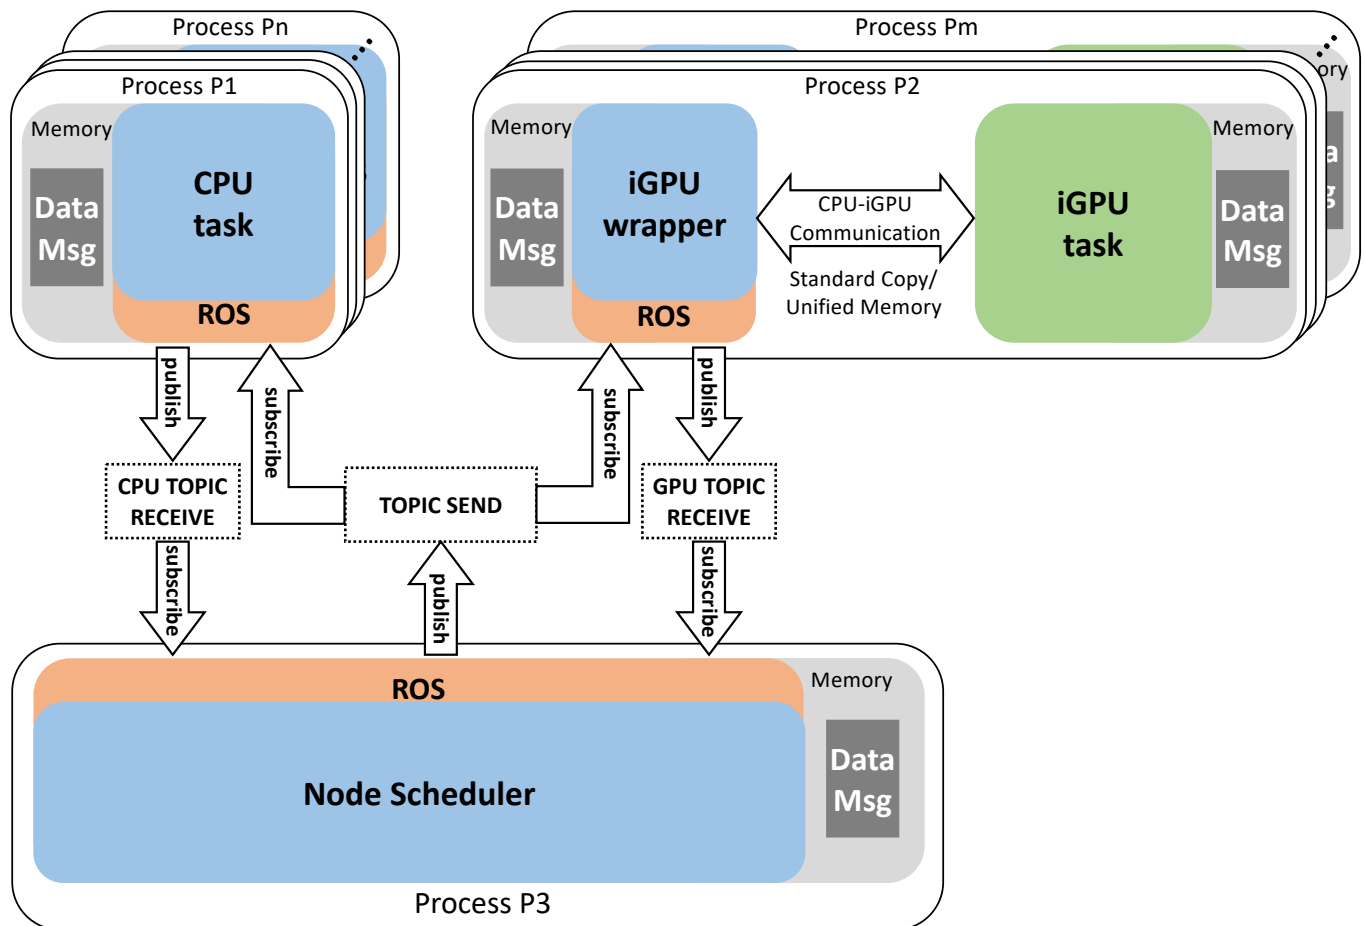 Process Pn
Process P1
Memory
Data
Msg
CPU
task
ROS
Process Pm
Process P2
Memory
Data
Msg
iGPU
wrapper
ROS
CPU-iGPU
Communication
Standard Copy/
Unified Memory
iGPU
task
Memory
Data
Msg
publish
subscribe
subscribe
publish
CPU TOPIC
RECEIVE
TOPIC SEND
GPU TOPIC
RECEIVE
subscribe
publish
subscribe
ROS
Node Scheduler
Memory
Data
Msg
Process P3